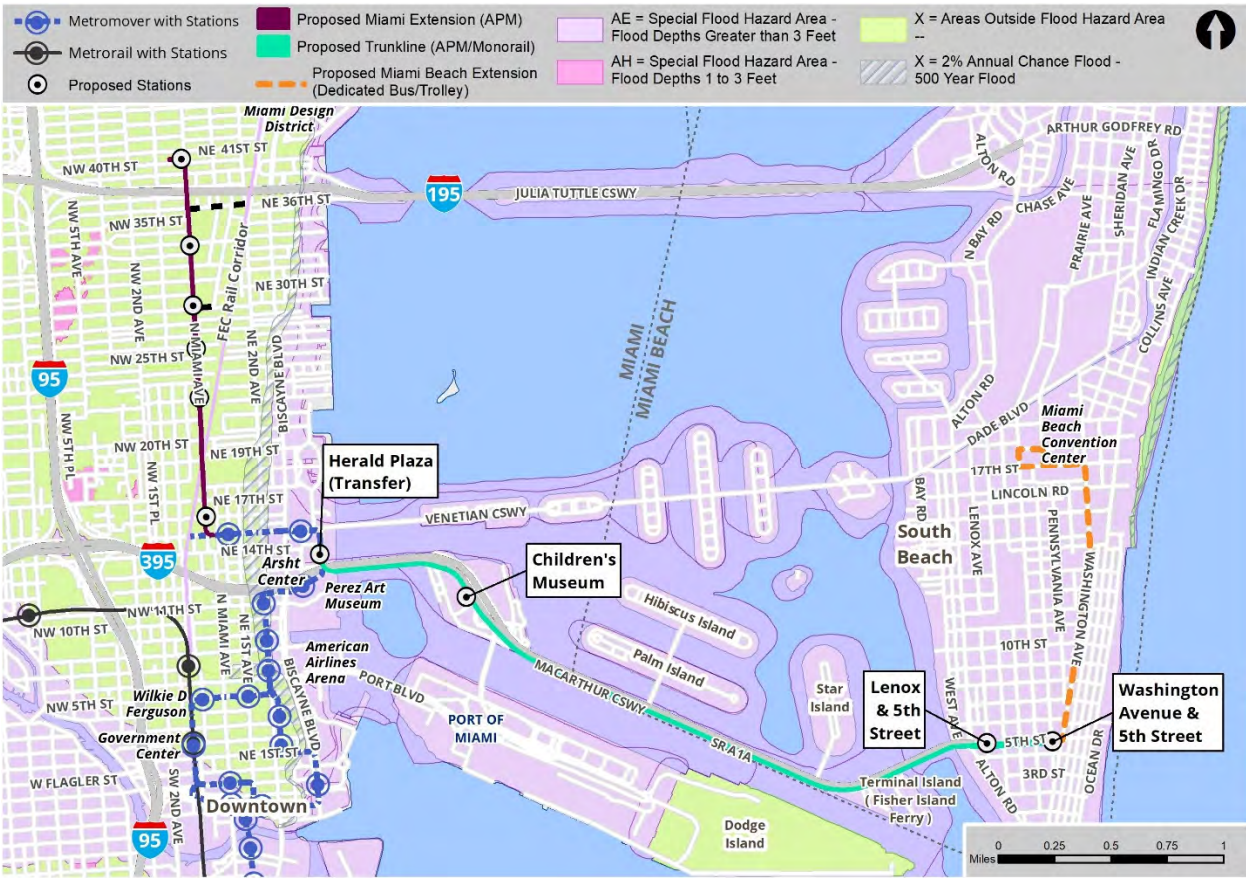 Metromover with Stations
Metrorail with Stations
Proposed Stations
Proposed Miami Extension (APM)
Proposed Trunkline (APM/Monorail)
Proposed Miami Beach Extension
(Dedicated Bus/Trolley)
AE = Special Flood Hazard Area -
Flood Depths Greater than 3 Feet
AH = Special Flood Hazard Area -
Flood Depths 1 to 3 Feet
X = Areas Outside Flood Hazard Area
--
X = 2% Annual Chance Flood -
500 Year Flood
Miami Design
District
NE 41ST ST
NW 40TH ST
NE 36TH ST
195
JULIA TUTTLE CSWY
ARTHUR GODFREY RD
ALTON RD
CHASE AVE
N BAY RD
PRAIRIE AVE
SHERIDAN AVE
FLAMINGO DR
INDIAN CREEK DR
COLLINS AVE
NW 35TH ST
NW 5TH AVE
NW 2ND AVE
FEC Rail Corridor
NE 30TH ST
N MIAMI AVE
NE 2ND AVE
BISCAYNE BLVD
NW 25TH ST
95
MIAMI
MIAMI BEACH
ALTON RD
DADE BLVD
Miami
Beach
Convention
Center
NW 5TH PL
NW 20TH ST
NE 19TH ST
NW 1ST PL
Herald Plaza
(Transfer)
17TH ST
LINCOLN RD
BAY RD
NE 17TH ST
VENETIAN CSWY
South
Beach
LENOX AVE
PENNSYLVANIA AVE
WASHINGTON AVE
395
NE 14TH ST
Arsht
Center
Perez Art
Museum
Children's
Museum
Hibiscus Island
Palm Island
NW 11TH ST
NW 10TH ST
N MIAMI AVE
NE 1ST AVE
American
Airlines
Arena
BISCAYNE BLVD
PORT BLVD
MACARTHUR CSWY
10TH ST
Wilkie D
Ferguson
NW 5TH ST
Star
Island
Lenox
& 5th
Street
WEST AVE
Washington
Avenue &
5th Street
PORT OF
MIAMI
Government
Center
NE 1ST ST
SR A1A
5TH ST
3RD ST
OCEAN DR
ALTON RD
W FLAGLER ST
SW 2ND AVE
Downtown
Terminal Island
( Fisher Island
Ferry )
95
Dodge
Island
0 0.25 0.5 0.75 1
Miles